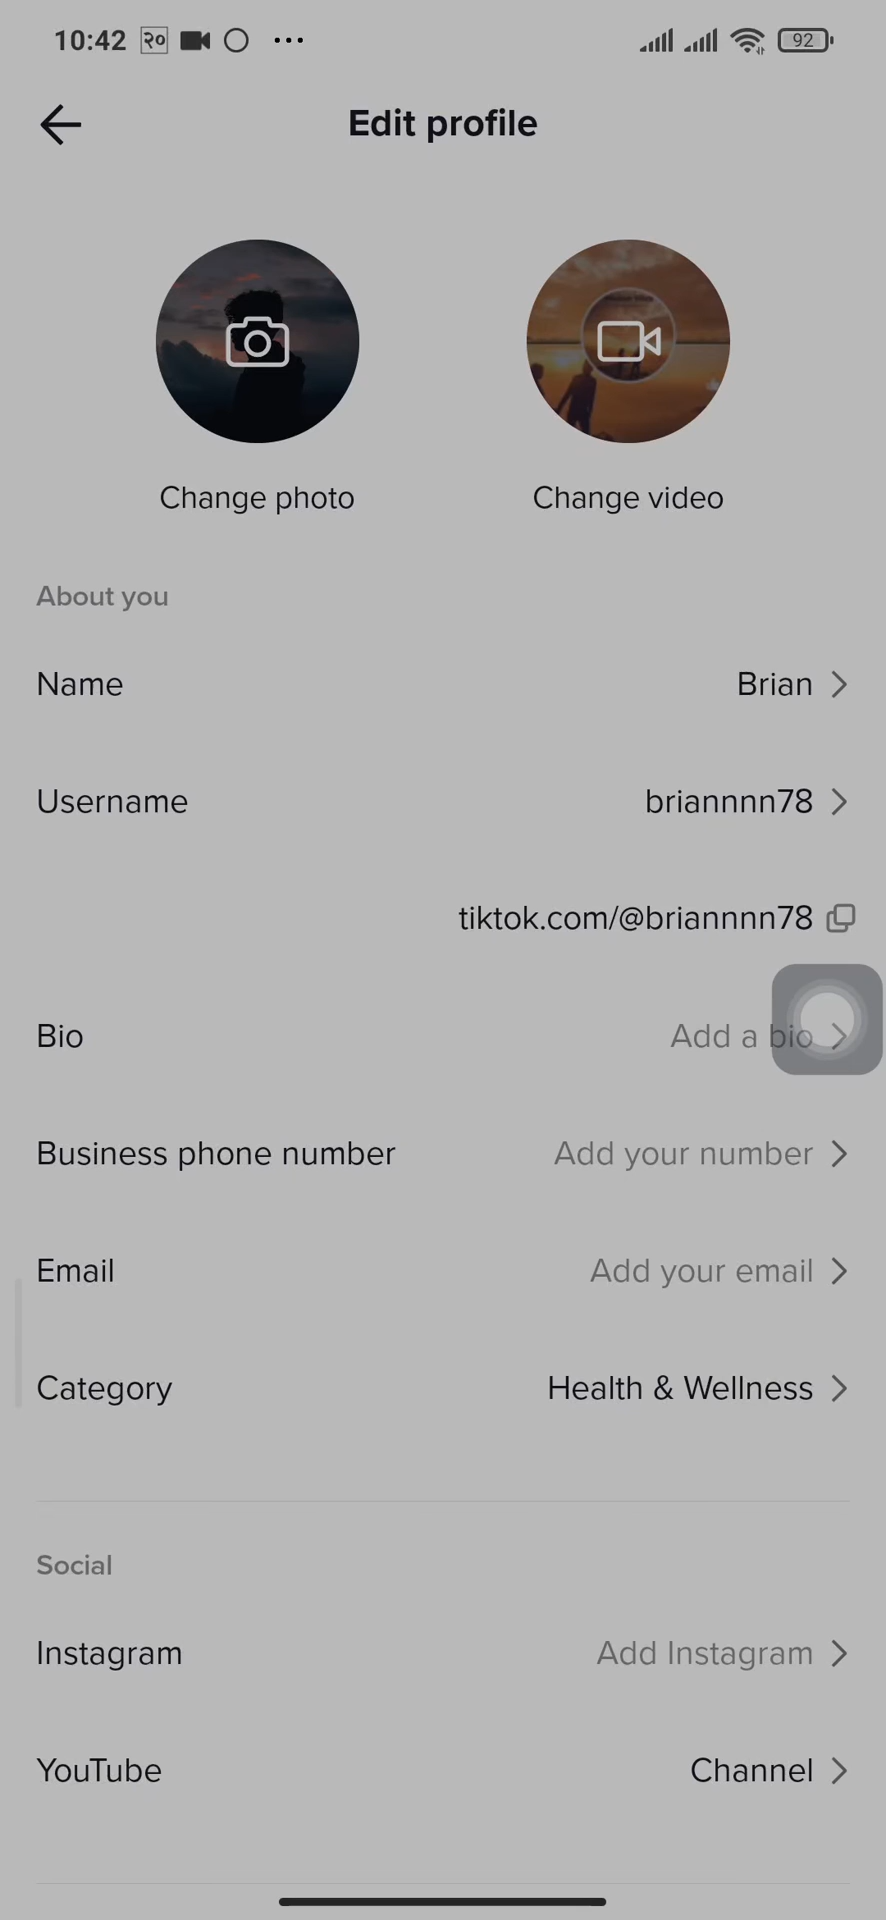 10:42 २० 92
Edit profile
Change photo
Change video
About you
Name
Brian
Username
briannnn78
tiktok.com/@briannnn78
Bio
Add a bio
Business phone number
Add your number
Email
Add your email
Category
Health & Wellness
Social
Instagram
Add Instagram
YouTube
Channel